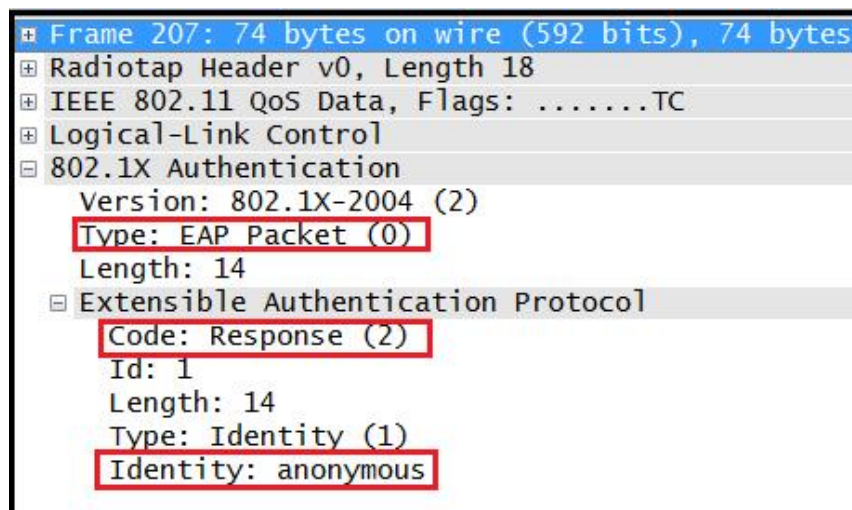 Frame 207: 74 bytes on wire (592 bits), 74 bytes
Radiotap Header v0, Length 18
IEEE 802.11 QoS Data, Flags: .......TC
Logical-Link Control
802.1X Authentication
Version: 802.1X-2004 (2)
Type: EAP Packet (0)
Length: 14
Extensible Authentication Protocol
Code: Response (2)
Id: 1
Length: 14
Type: Identity (1)
Identity: anonymous